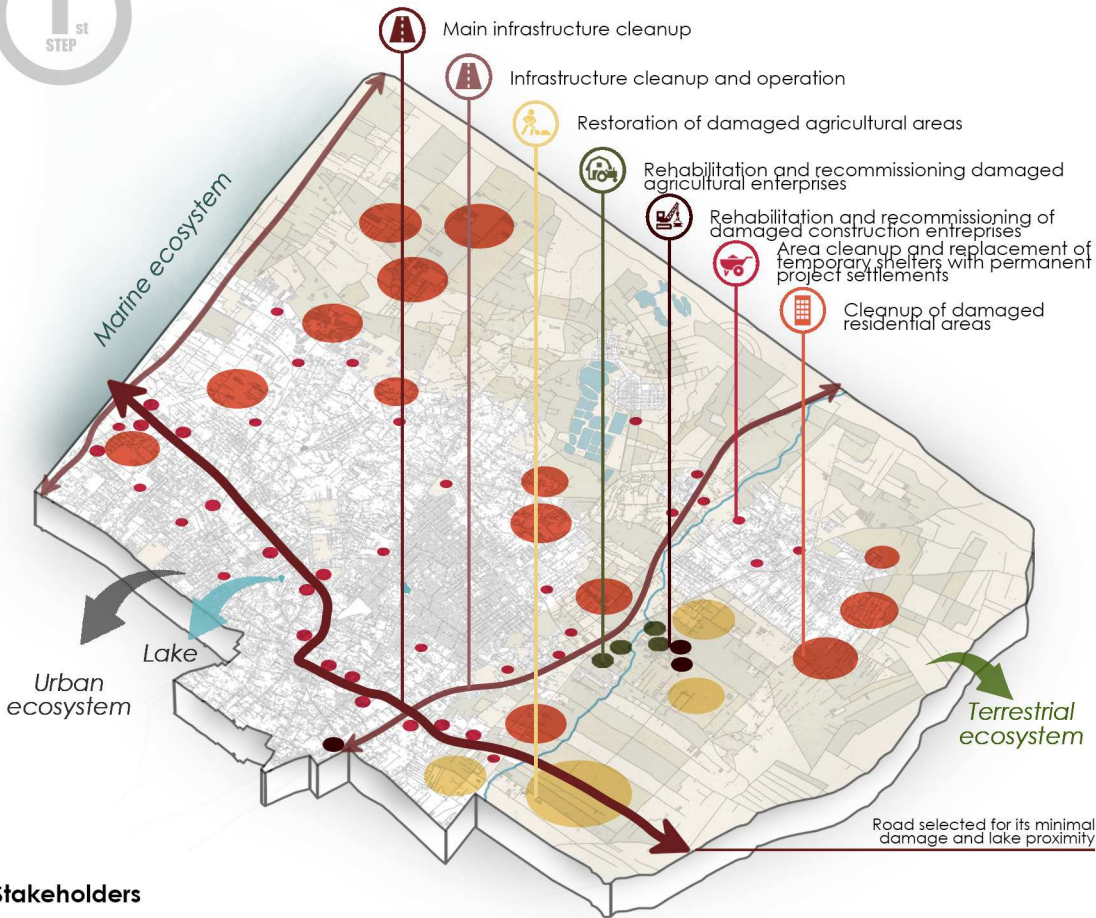 1st
STEP
Main infrastructure cleanup
Infrastructure cleanup and operation
Restoration of damaged agricultural areas
Rehabilitation and recommissioning damaged
agricultural enterprises
Rehabilitation and recommissioning of
damaged construction entreprises
Area cleanup and replacement of
temporary shelters with permanent
project settlements
Cleanup of damaged
residential areas
Marine ecosystem
Lake
Urban
ecosystem
Terrestrial
ecosystem
Road selected for its minimal
damage and lake proximity
Stakeholders